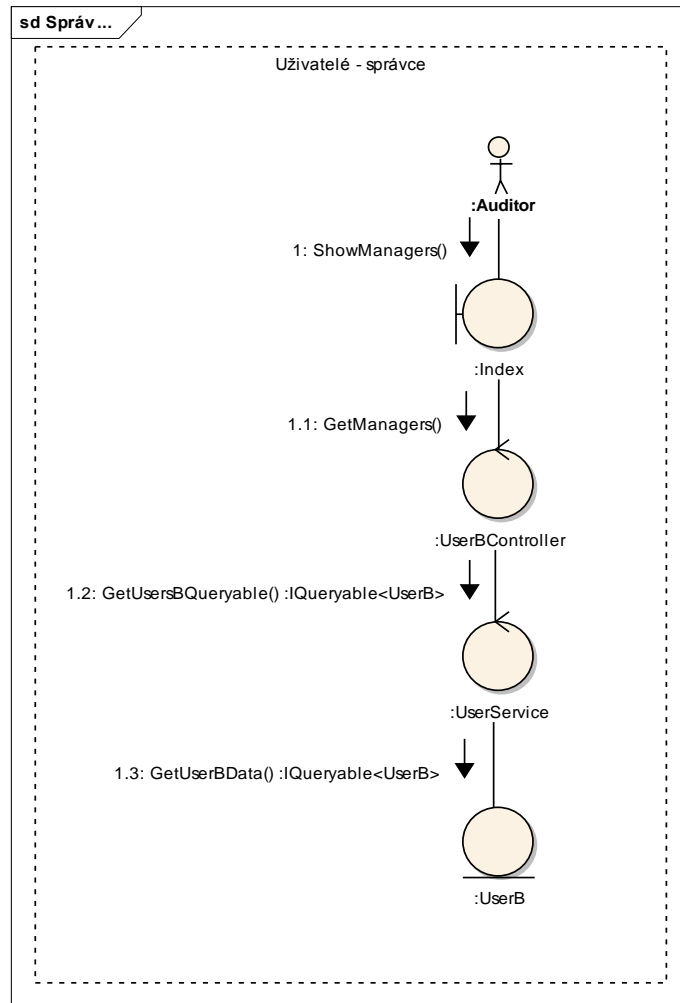 sd Správ...
Uživatelé - správce
:Auditor
1: ShowManagers()
:Index
1.1: GetManagers()
:UserBController
1.2: GetUsersBQueryable() :IQueryable<UserB>
:UserService
1.3: GetUserBData() :IQueryable<UserB>
:UserB